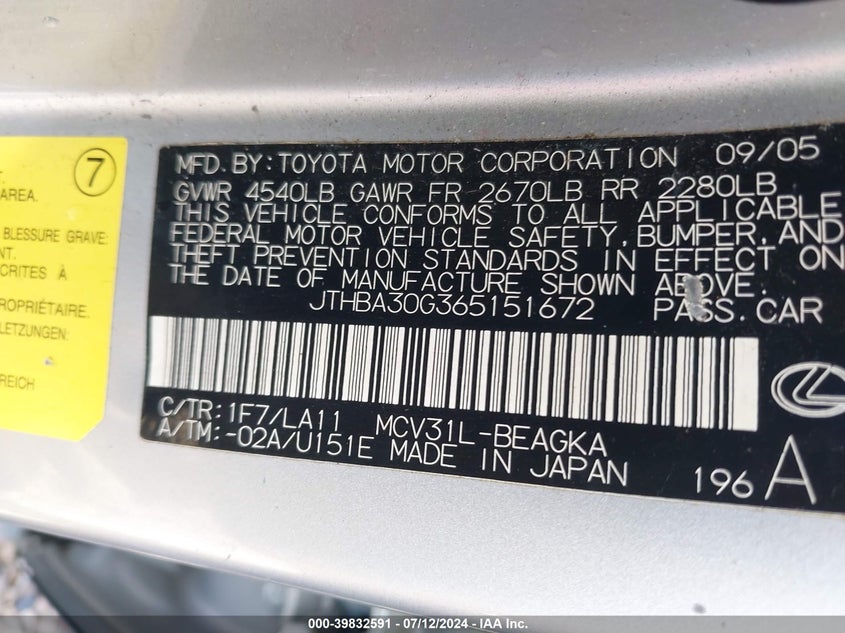 7
AREA.
BLESSURE GRAVE:
ENT.
CRITES À
PROPRIÉTAIRE.
LETZUNGEN:
REICH
MFD.BY:TOYOTA MOTOR CORPORATION 09/05
GVWR 4540LB GAWR FR 2670LB RR 2280LB
THIS VEHICLE CONFORMS TO ALL APPLICABLE
FEDERAL MOTOR VEHICLE SAFETY,BUMPER,AND
THEFT PREVENTION STANDARDS IN EFFECT ON
THE DATE OF MANUFACTURE SHOWN ABOVE.
JTHBA30G365151672 PASS.CAR
C/TR:1F7/LA11 MCV31L-BEAGKA
A/TM:-02A/U151E MADE IN JAPAN 196 A
000-39832591 - 07/12/2024 - IAA Inc.